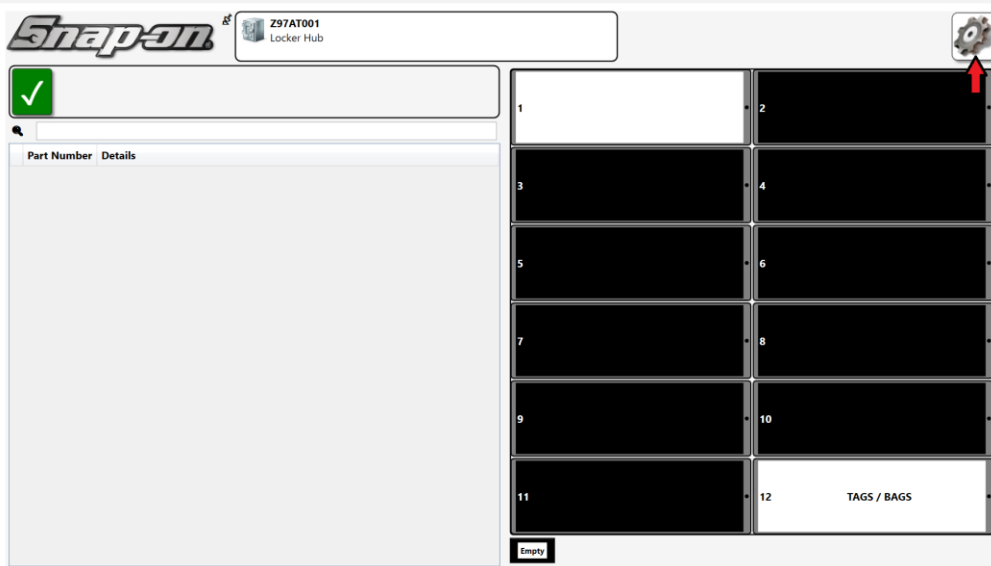 Snap-on
Z97AT001
Locker Hub
Part Number Details
1
2
3
4
5
6
7
8
9
10
11
12 TAGS / BAGS
Empty